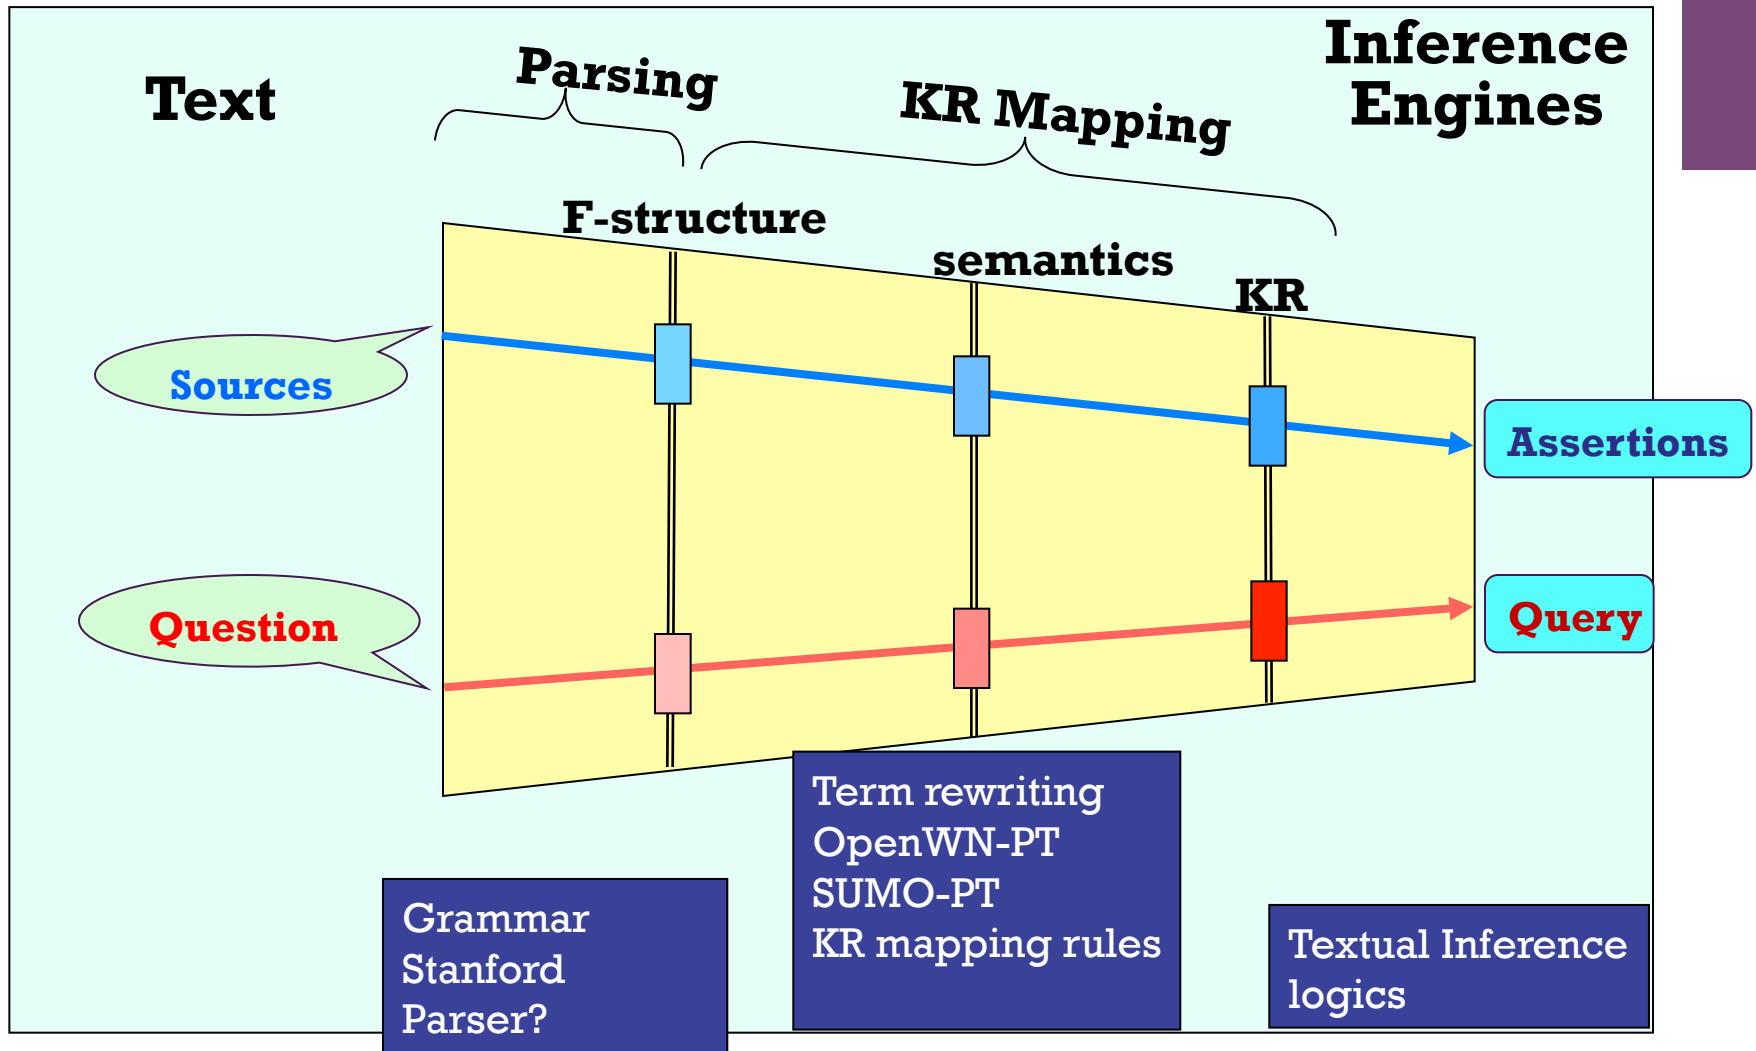 Text
Parsing
KR Mapping
Inference
Engines
F-structure
semantics
KR
Sources
Assertions
Question
Query
Term rewriting
OpenWN-PT
SUMO-PT
KR mapping rules
Grammar
Stanford
Parser?
Textual Inference
logics